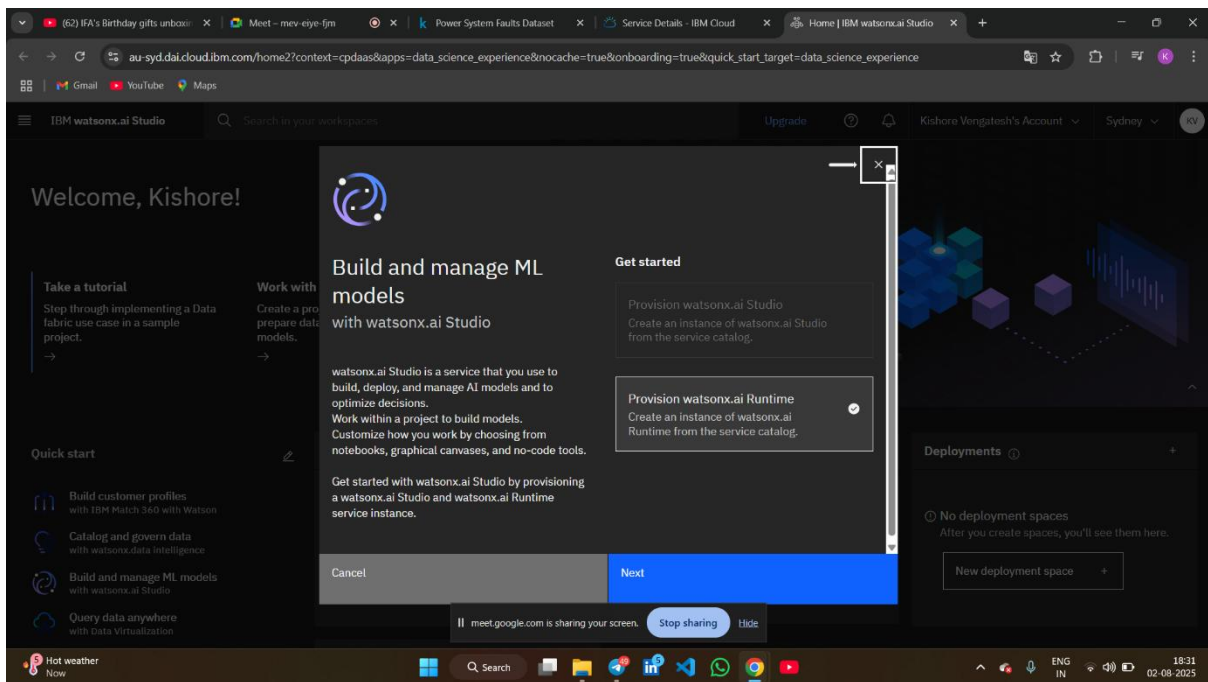 (62) IFA's Birthday gifts unboxin
Meet – mev-eiye-fjm
Power System Faults Dataset
Service Details - IBM Cloud
Home | IBM watsonx.ai Studio
au-syd.dai.cloud.ibm.com/home2?context=cpdaas&apps=data_science_experience&nocache=true&onboarding=true&quick_start_target=data_science_experience
K
Gmail
YouTube
Maps
IBM watsonx.ai Studio
Search in your workspaces
Upgrade
Kishore Vengatesh's Account
Sydney
KV
Welcome, Kishore!
Take a tutorial
Step through implementing a Data
fabric use case in a sample
project.
Work with
Create a pro
prepare data
models.
Build and manage ML
models
with watsonx.ai Studio
watsonx.ai Studio is a service that you use to
build, deploy, and manage AI models and to
optimize decisions.
Work within a project to build models.
Customize how you work by choosing from
notebooks, graphical canvases, and no-code tools.
Get started with watsonx.ai Studio by provisioning
a watsonx.ai Studio and watsonx.ai Runtime
service instance.
Get started
Provision watsonx.ai Studio
Create an instance of watsonx.ai Studio
from the service catalog.
Provision watsonx.ai Runtime
Create an instance of watsonx.ai
Runtime from the service catalog.
Cancel
Next
Quick start
Build customer profiles
with IBM Match 360 with Watson
Catalog and govern data
with watsonx.data intelligence
Build and manage ML models
with watsonx.ai Studio
Query data anywhere
with Data Virtualization
Deployments
No deployment spaces
After you create spaces, you'll see them here.
New deployment space +
meet.google.com is sharing your screen.
Stop sharing
Hide
5
Hot weather
Now
Search
ENG
IN
18:31
02-08-2025